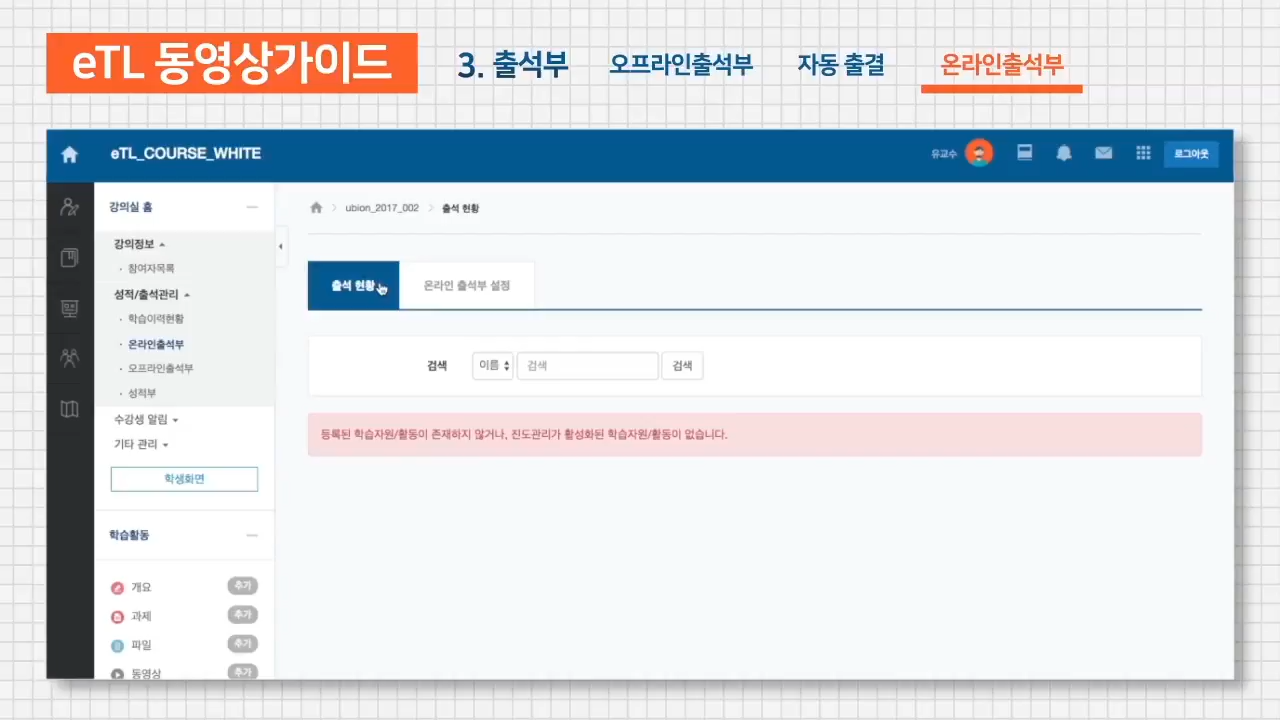 eTL 동영상가이드
3. 출석부
오프라인출석부
자동 출결
온라인출석부
eTL_COURSE_WHITE
유교수
로그아웃
강의실 홈
강의정보
참여자목록
성적/출석관리
학습이력현황
온라인출석부
오프라인출석부
성적부
수강생 알림
기타 관리
학생화면
학습활동
개요 추가
과제 추가
파일 추가
동영상 추가
ubion_2017_002 > 출석 현황
출석 현황
온라인 출석부 설정
검색 이름 검색 검색
등록된 학습자원/활동이 존재하지 않거나, 진도관리가 활성화된 학습자원/활동이 없습니다.